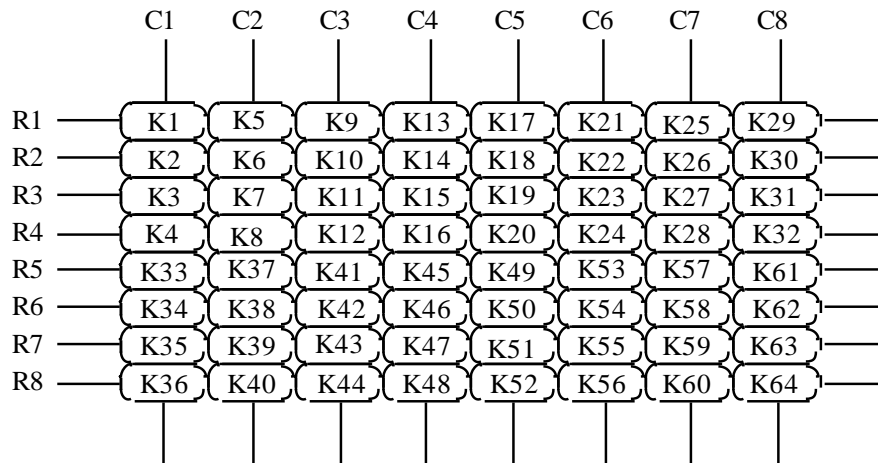 C1 C2 C3 C4 C5 C6 C7 C8
R1 K1 K5 K9 K13 K17 K21 K25 K29
R2 K2 K6 K10 K14 K18 K22 K26 K30
R3 K3 K7 K11 K15 K19 K23 K27 K31
R4 K4 K8 K12 K16 K20 K24 K28 K32
R5 K33 K37 K41 K45 K49 K53 K57 K61
R6 K34 K38 K42 K46 K50 K54 K58 K62
R7 K35 K39 K43 K47 K51 K55 K59 K63
R8 K36 K40 K44 K48 K52 K56 K60 K64